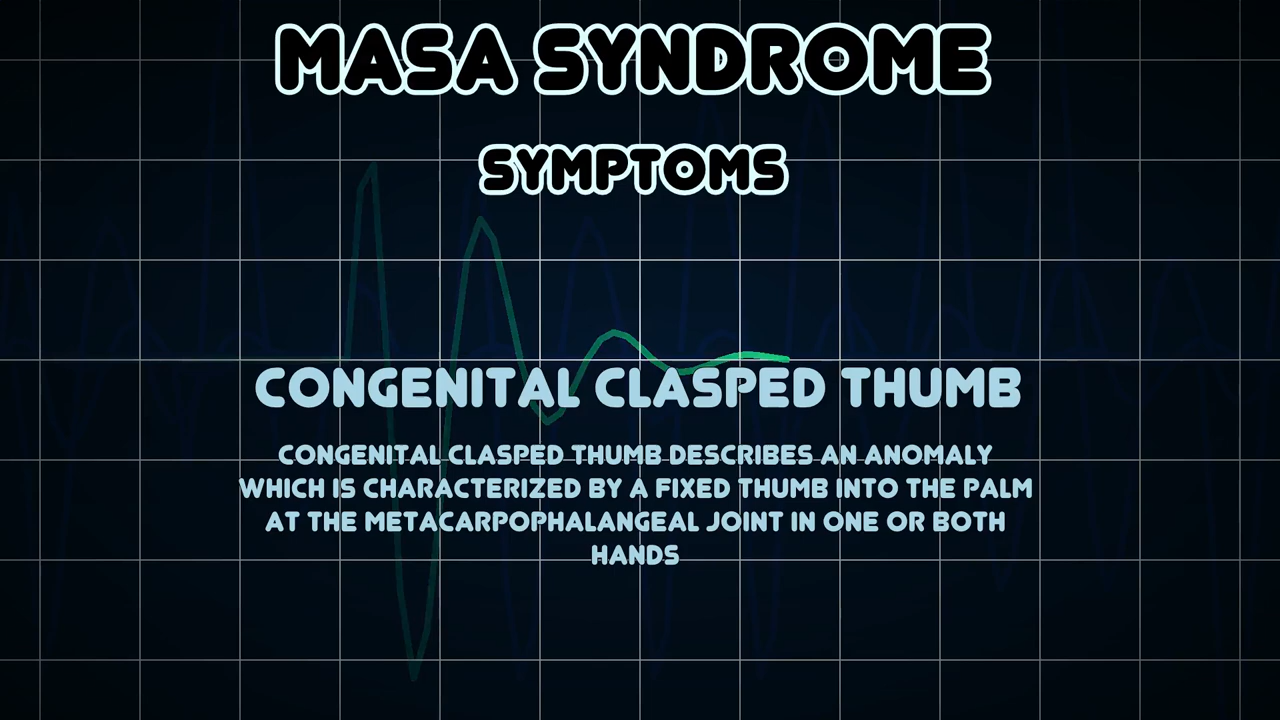 MASA SYNDROME
SYMPTOMS
CONGENITAL CLASPED THUMB
CONGENITAL CLASPED THUMB DESCRIBES AN ANOMALY
WHICH IS CHARACTERIZED BY A FIXED THUMB INTO THE PALM
AT THE METACARPOPHALANGEAL JOINT IN ONE OR BOTH
HANDS